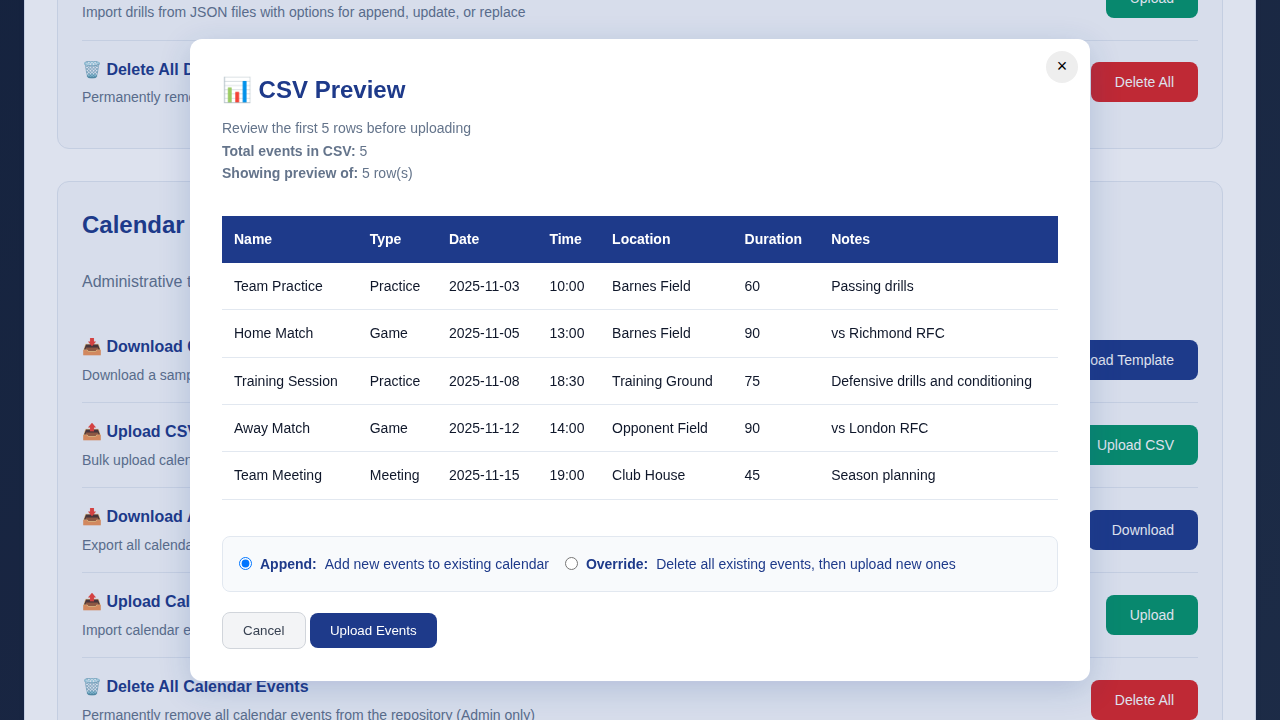 Import drills from JSON files with options for append, update, or replace
Upload
🗑️ Delete All D
Permanently remo
Delete All
×
📊 CSV Preview
Review the first 5 rows before uploading
Total events in CSV: 5
Showing preview of: 5 row(s)
Name Type Date Time Location Duration Notes
Team Practice Practice 2025-11-03 10:00 Barnes Field 60 Passing drills
Home Match Game 2025-11-05 13:00 Barnes Field 90 vs Richmond RFC
Training Session Practice 2025-11-08 18:30 Training Ground 75 Defensive drills and conditioning
Away Match Game 2025-11-12 14:00 Opponent Field 90 vs London RFC
Team Meeting Meeting 2025-11-15 19:00 Club House 45 Season planning
Append: Add new events to existing calendar Override: Delete all existing events, then upload new ones
Cancel Upload Events
Calendar
Administrative t
📥 Download
Download a samp
oad Template
📤 Upload CSV
Bulk upload calen
Upload CSV
📥 Download A
Export all calenda
Download
📤 Upload Cal
Import calendar e
Upload
🗑️ Delete All Calendar Events
Permanently remove all calendar events from the repository (Admin only)
Delete All